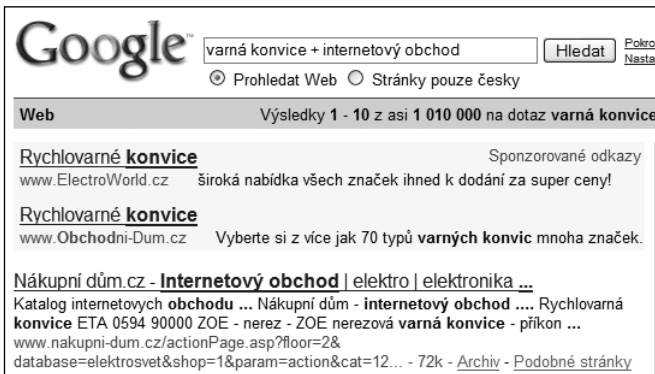 Google™ varná konvice + internetový obchod Hledat Pokro
Nasta
Prohledat Web Stránky pouze česky
Web Výsledky 1 - 10 z asi 1 010 000 na dotaz varná konvice
Rychlovarné konvice Sponzorované odkazy
www.ElectroWorld.cz široká nabídka všech značek ihned k dodání za super ceny!
Rychlovarné konvice
www.Obchodni-Dum.cz Vyberte si z více jak 70 typů varných konvic mnoha značek.
Nákupní dům.cz - Internetový obchod | elektro | elektronika ...
Katalog internetovych obchodu ... Nákupní dům - internetový obchod .... Rychlovarná
konvice ETA 0594 90000 ZOE - nerez - ZOE nerezová varná konvice - příkon ...
www.nakupni-dum.cz/actionPage.asp?floor=2&
database=elektrosvet&shop=1&param=action&cat=12... - 72k - Archiv - Podobné stránky